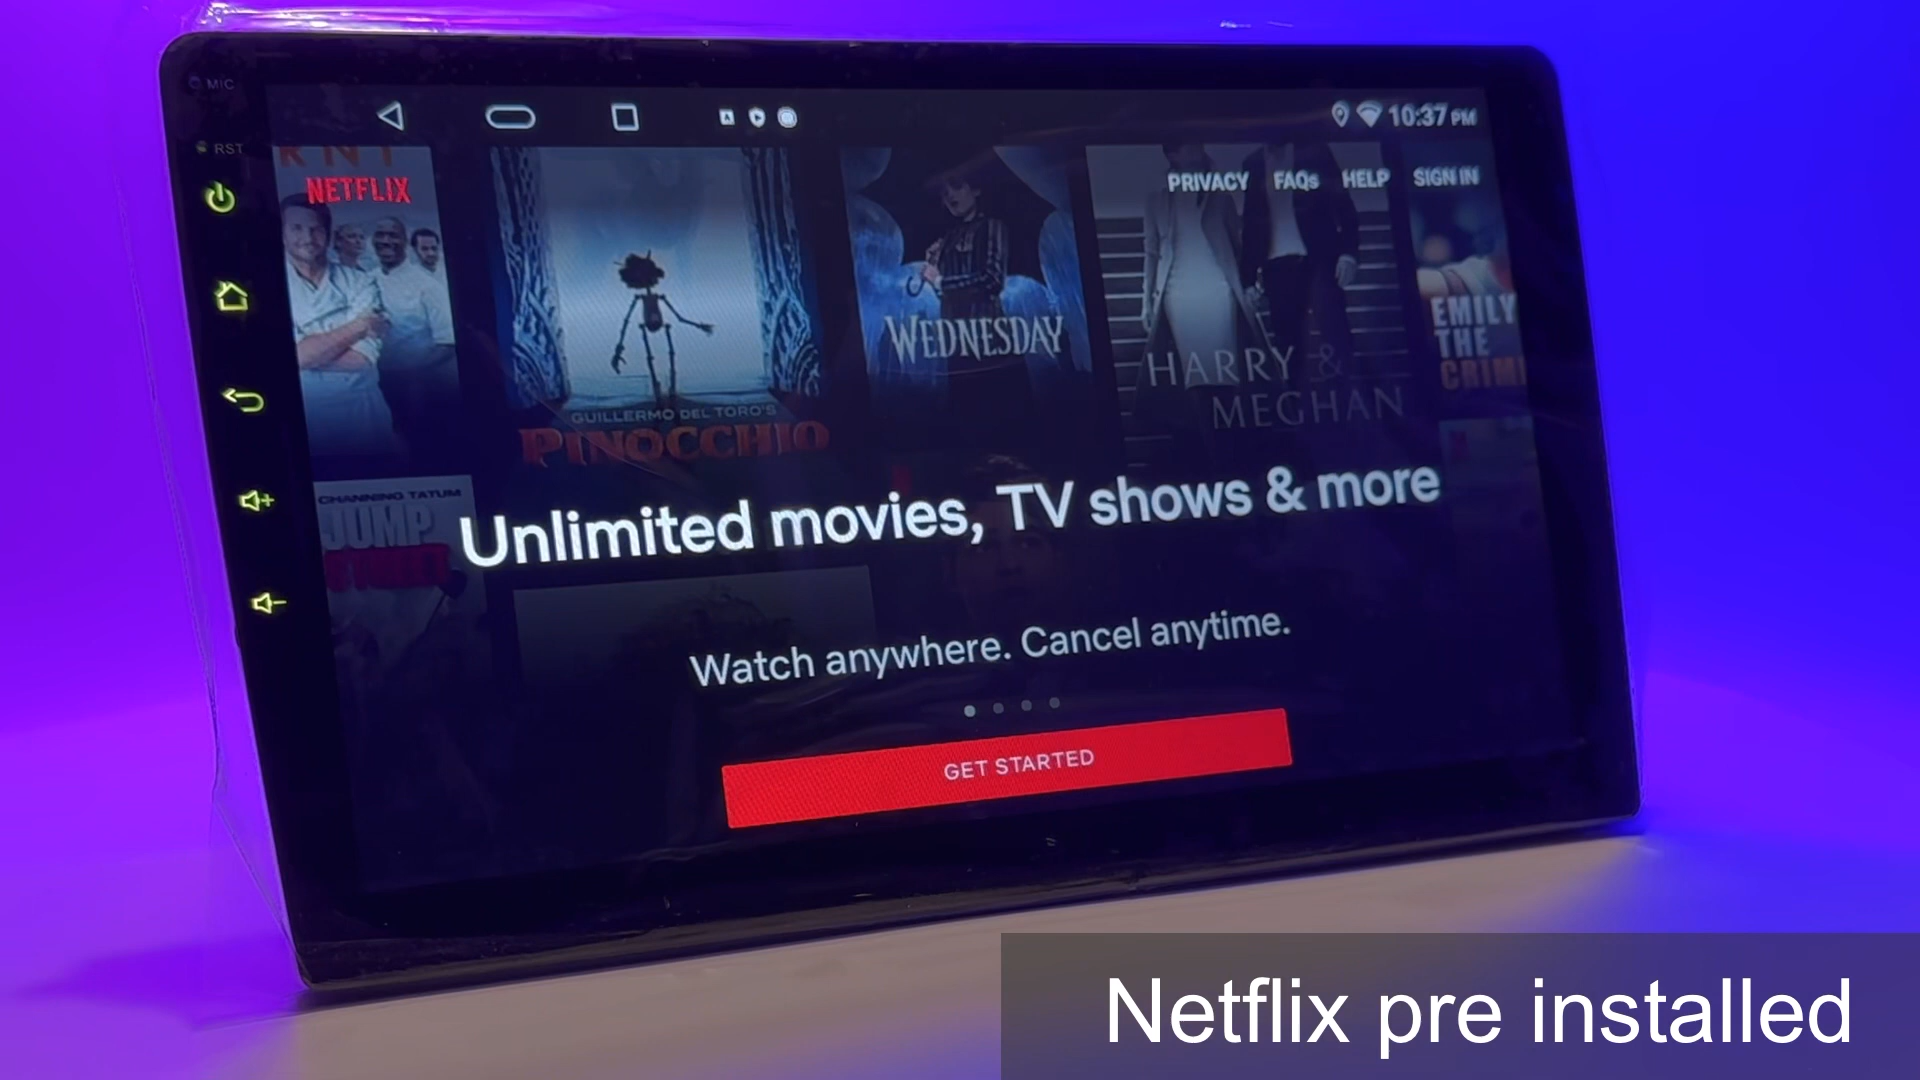 MIC
RST
10:37 PM
NETFLIX
PRIVACY FAQs HELP SIGN IN
WEDNESDAY
HARRY &
MEGHAN
EMILY
THE
GUILLERMO DEL TORO'S
PINOCCHIO
CHANNING TATUM
JUMP
STREET
Unlimited movies, TV shows & more
Watch anywhere. Cancel anytime.
GET STARTED
Netflix pre installed